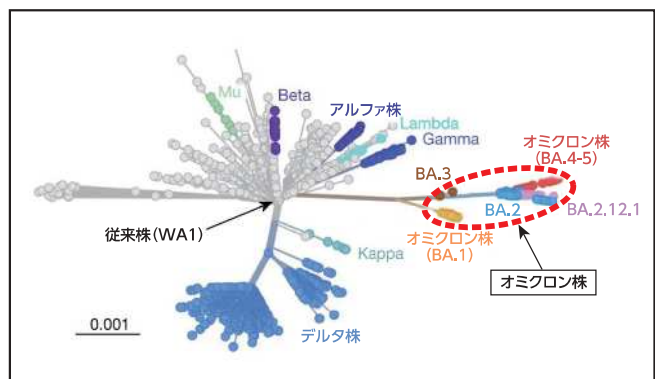 Mu
Beta
アルファ株
Lambda
Gamma
オミクロン株
(BA.4-5)
BA.3
BA.2
BA.2.12.1
従来株(WA1)
オミクロン株
(BA.1)
Kappa
オミクロン株
0.001
デルタ株